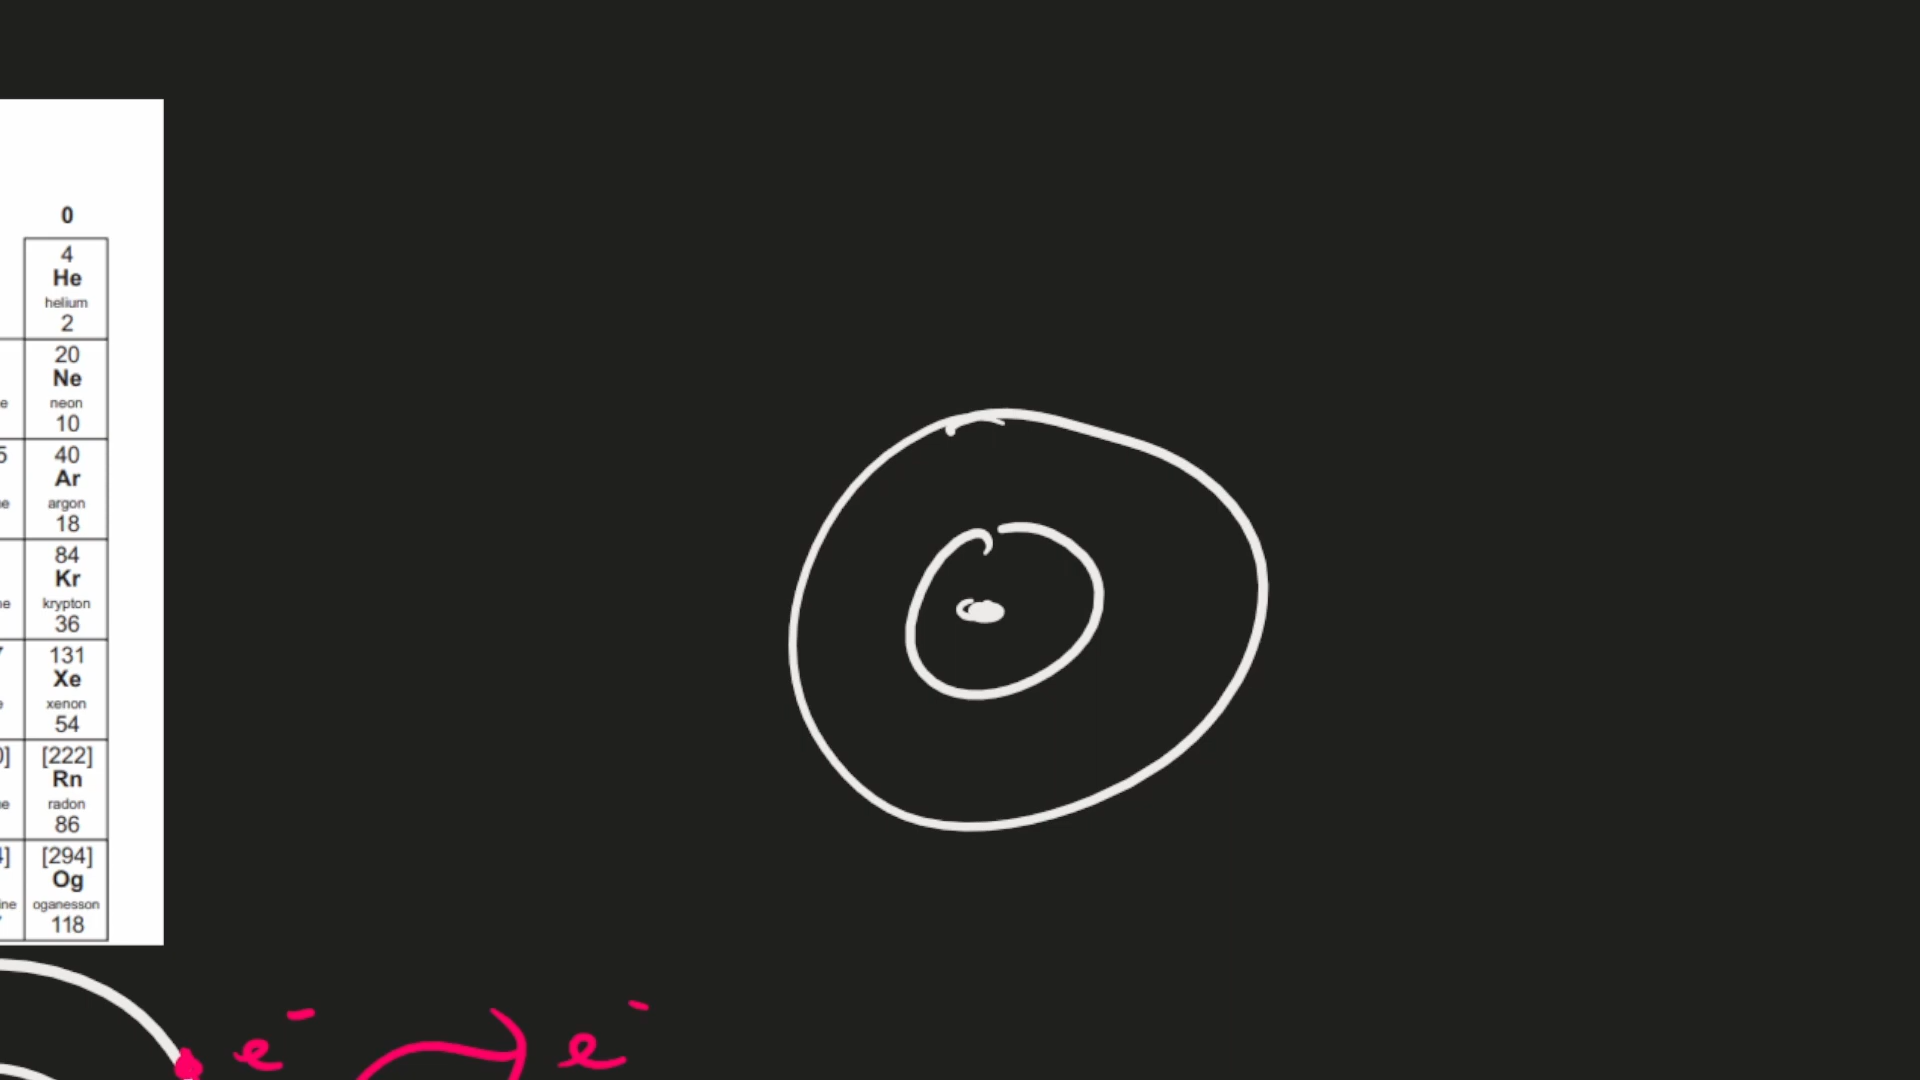 0
4
He
helium
2
20
Ne
neon
10
40
Ar
argon
18
84
Kr
krypton
36
131
Xe
xenon
54
[222]
Rn
radon
86
[294]
Og
oganesson
118
e⁻ e⁻